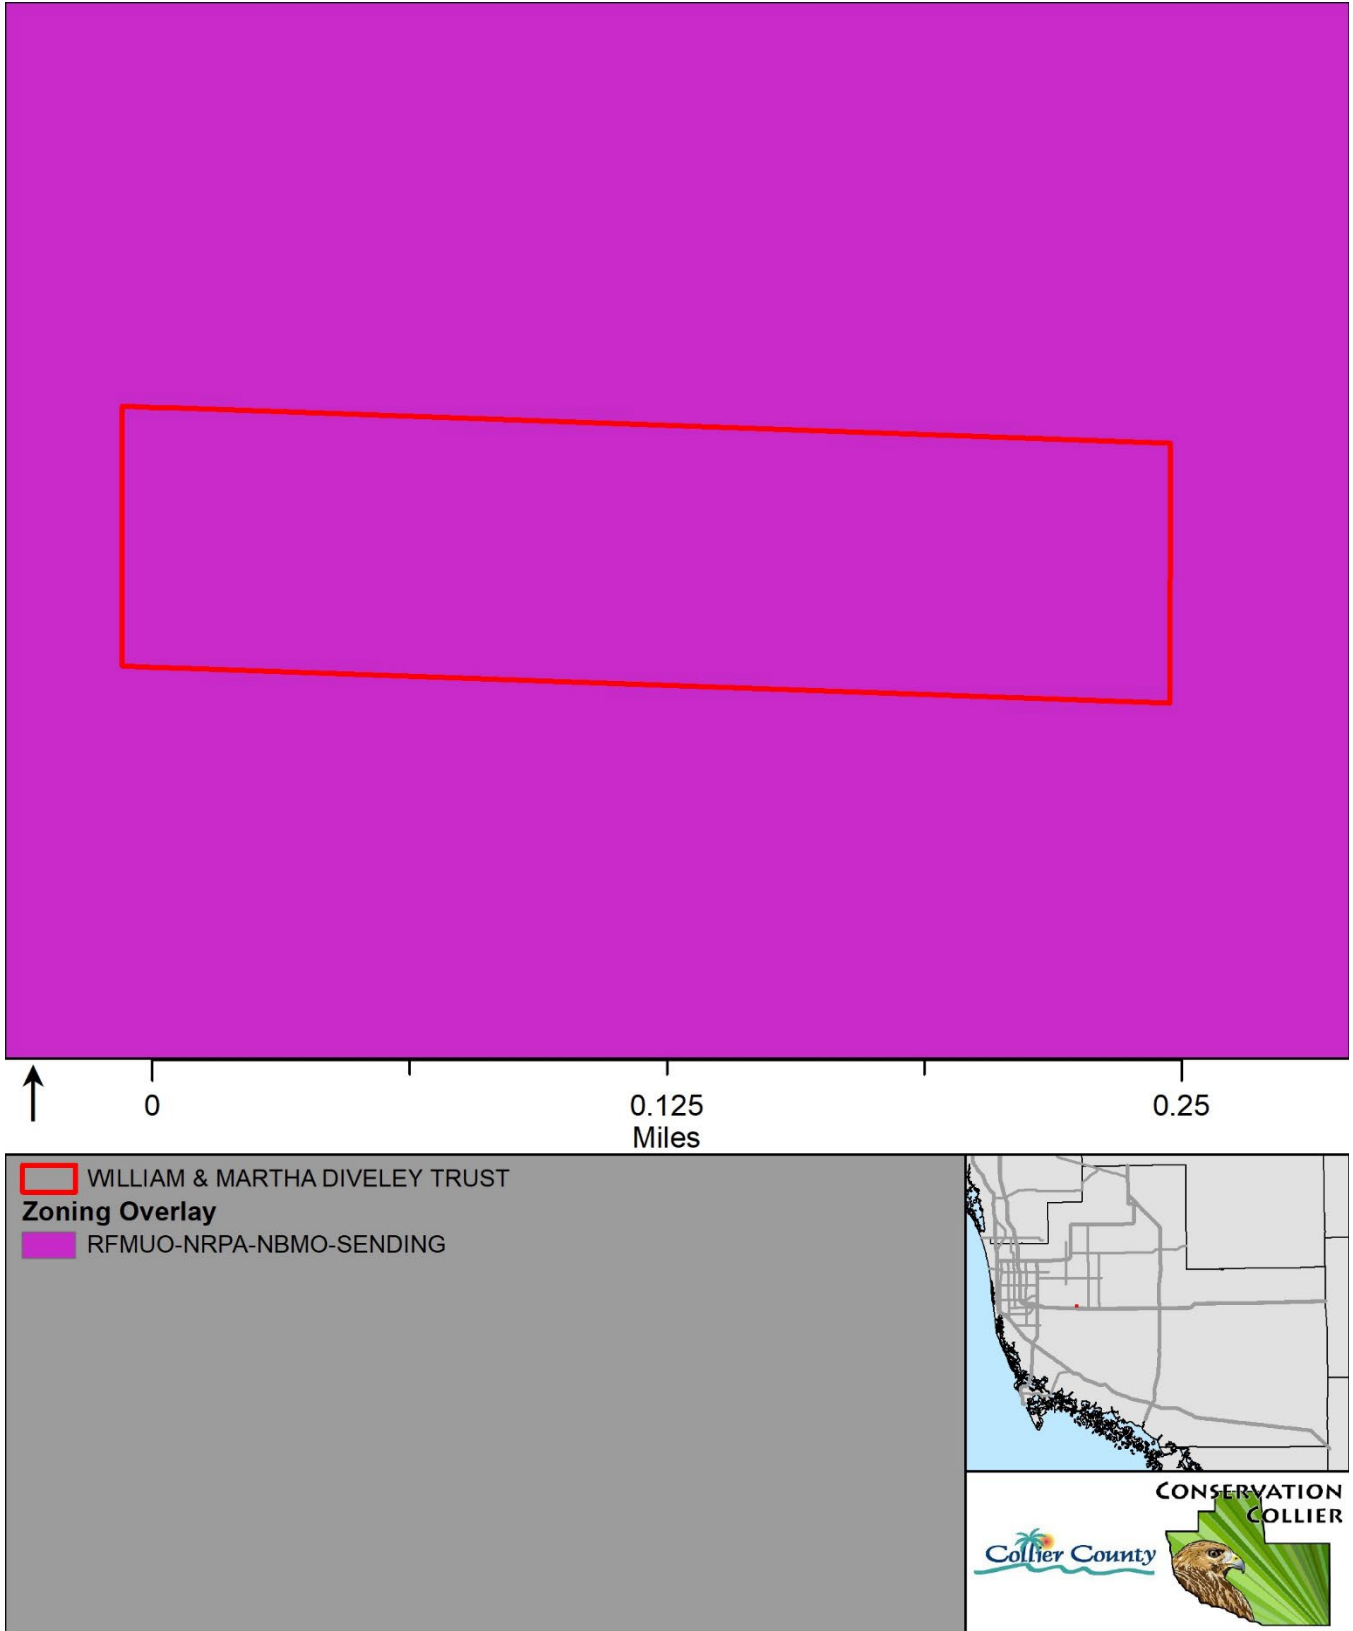 0 0.125 0.25
Miles
WILLIAM & MARTHA DIVELEY TRUST
Zoning Overlay
RFMUO-NRPA-NBMO-SENDING
CONSERVATION
COLLIER
Collier County